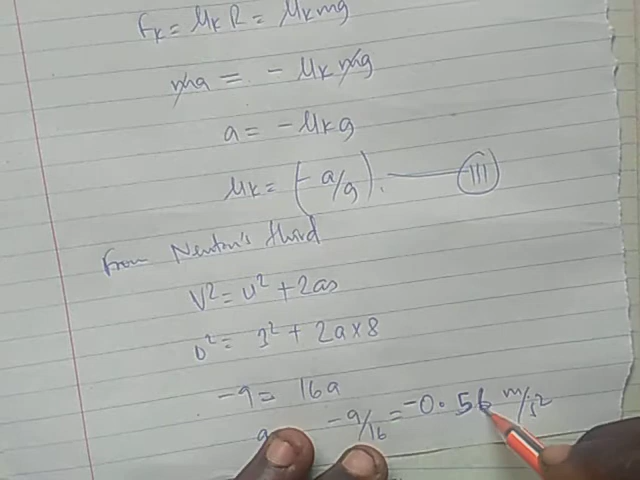 Fk = μk R = μk mg
ma = - μk mg
a = - μk g
μk = (- a/g). — III
From Newton's third
V² = u² + 2as
0² = 3² + 2a x 8
-9 = 16a
a -9/16 = -0.56 m/s²